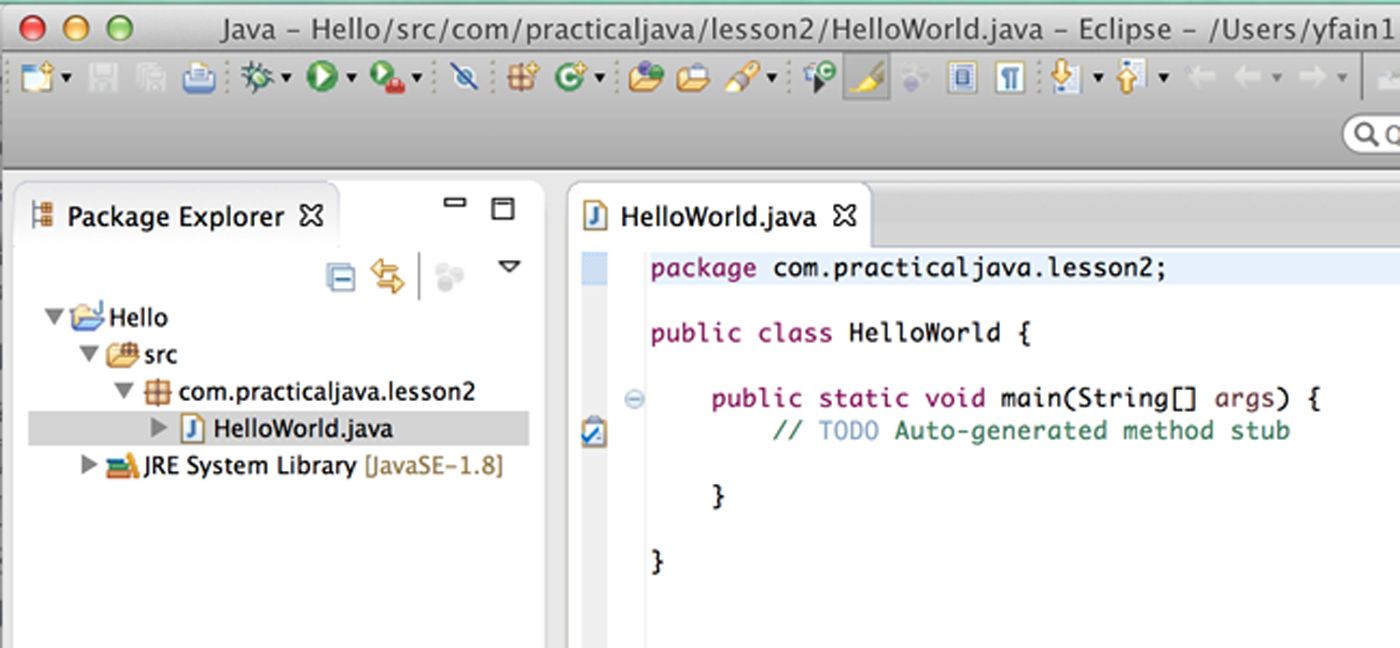 Java – Hello/src/com/practicaljava/lesson2/HelloWorld.java – Eclipse – /Users/yfain1
Package Explorer
Hello
src
com.practicaljava.lesson2
HelloWorld.java
JRE System Library [JavaSE-1.8]
HelloWorld.java
package com.practicaljava.lesson2;
public class HelloWorld {
public static void main(String[] args) {
// TODO Auto-generated method stub
}
}